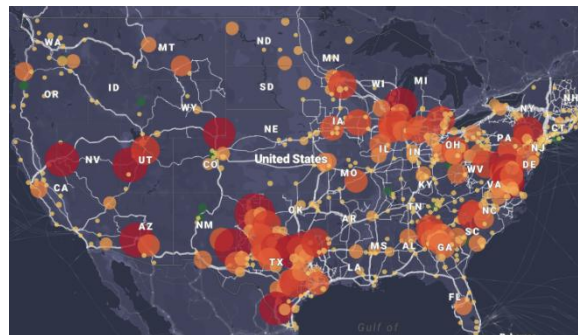 WA
MT
ND
MN
OR
ID
WY
SD
WI
MI
NY
NH
CT
IA
NE
PA
NJ
NV
UT
CO
United States
IL
IN
OH
DE
MO
WV
VA
CA
KY
AZ
NM
OK
AR
TN
NC
SC
TX
MS
AL
GA
LA
FL
Gulf of